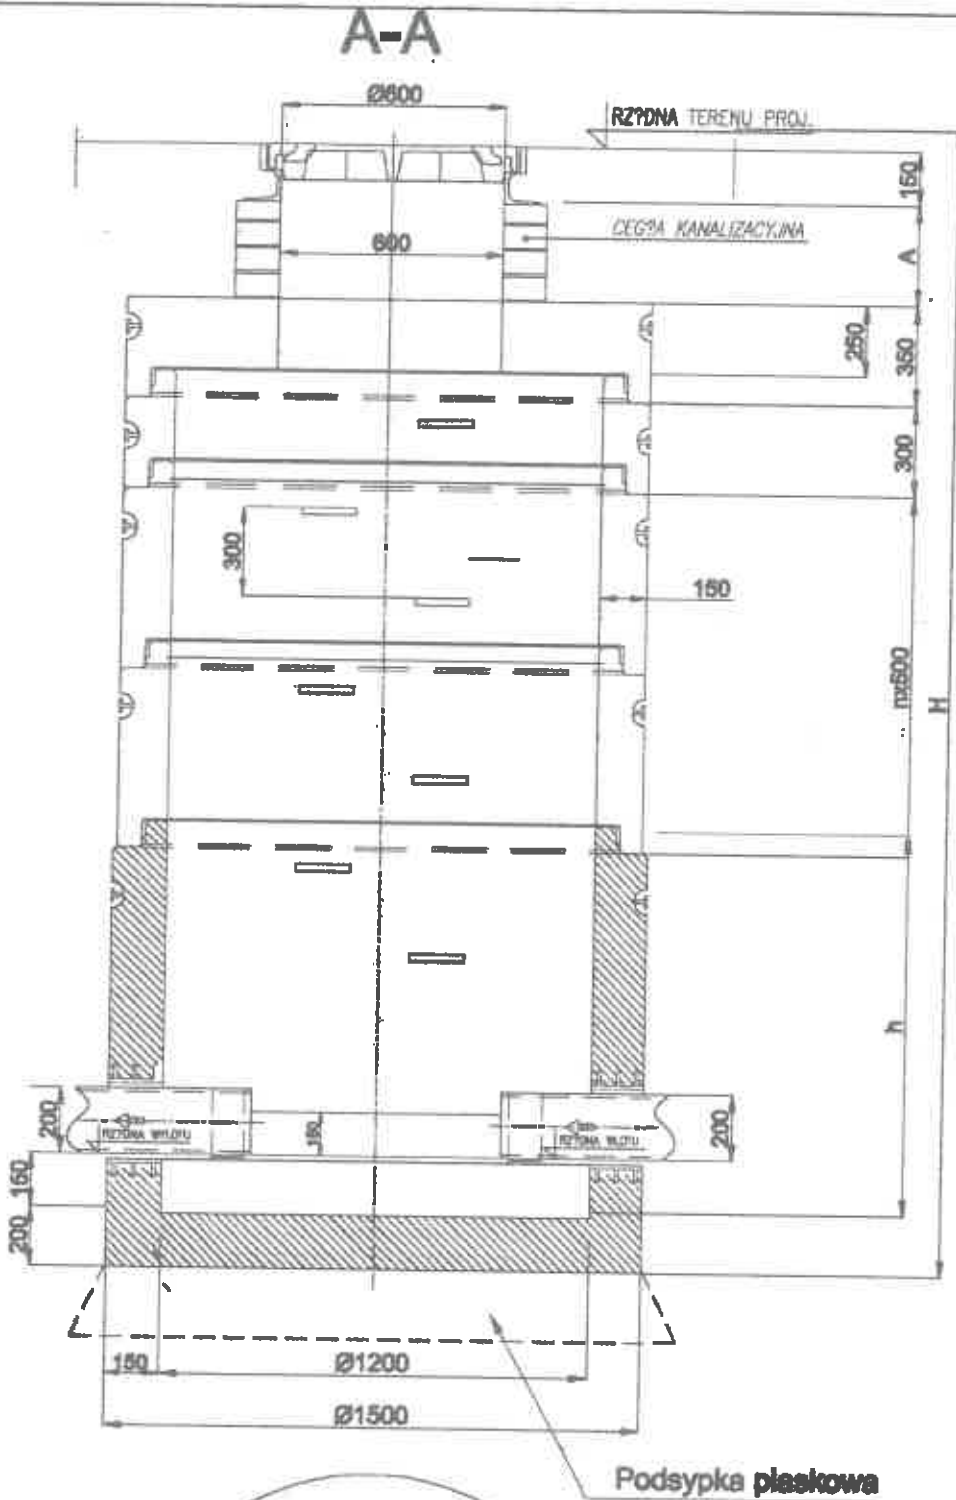 A-A
Ø600
RZ?DNA TERENU PROJ.
150
CEG?A KANALIZACYJNA
600
A
250
350
300
300
150
nx500
H
h
200
RZ?DNA WYLOTU
150
RZ?DNA WLOTU
200
150
200
150
Ø1200
Ø1500
Podsypka piaskowa